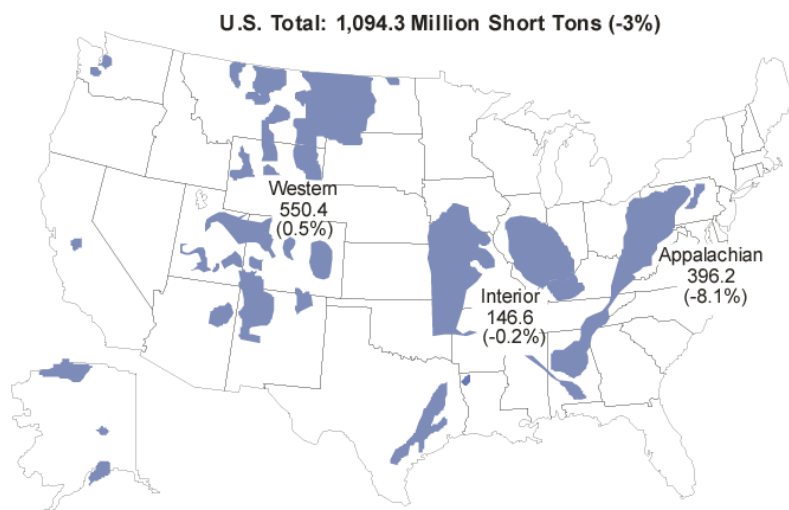 U.S. Total: 1,094.3 Million Short Tons (-3%)
Western
550.4
(0.5%)
Appalachian
396.2
(-8.1%)
Interior
146.6
(-0.2%)